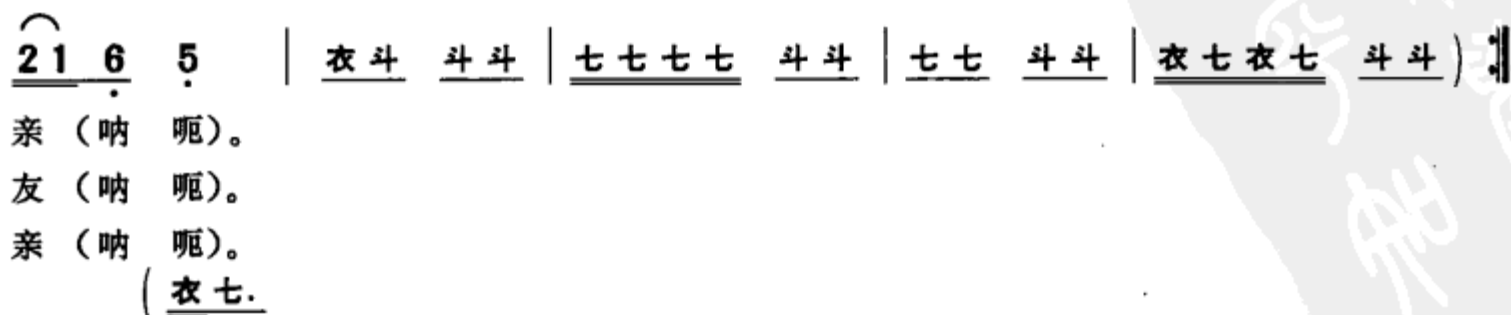 2 1 6 5 | 衣斗 斗斗 | 七七七七 斗斗 | 七七 斗斗 | 衣七衣七 斗斗 ) :‖
亲 （呐 呃）。
友 （呐 呃）。
亲 （呐 呃）。
( 衣七.